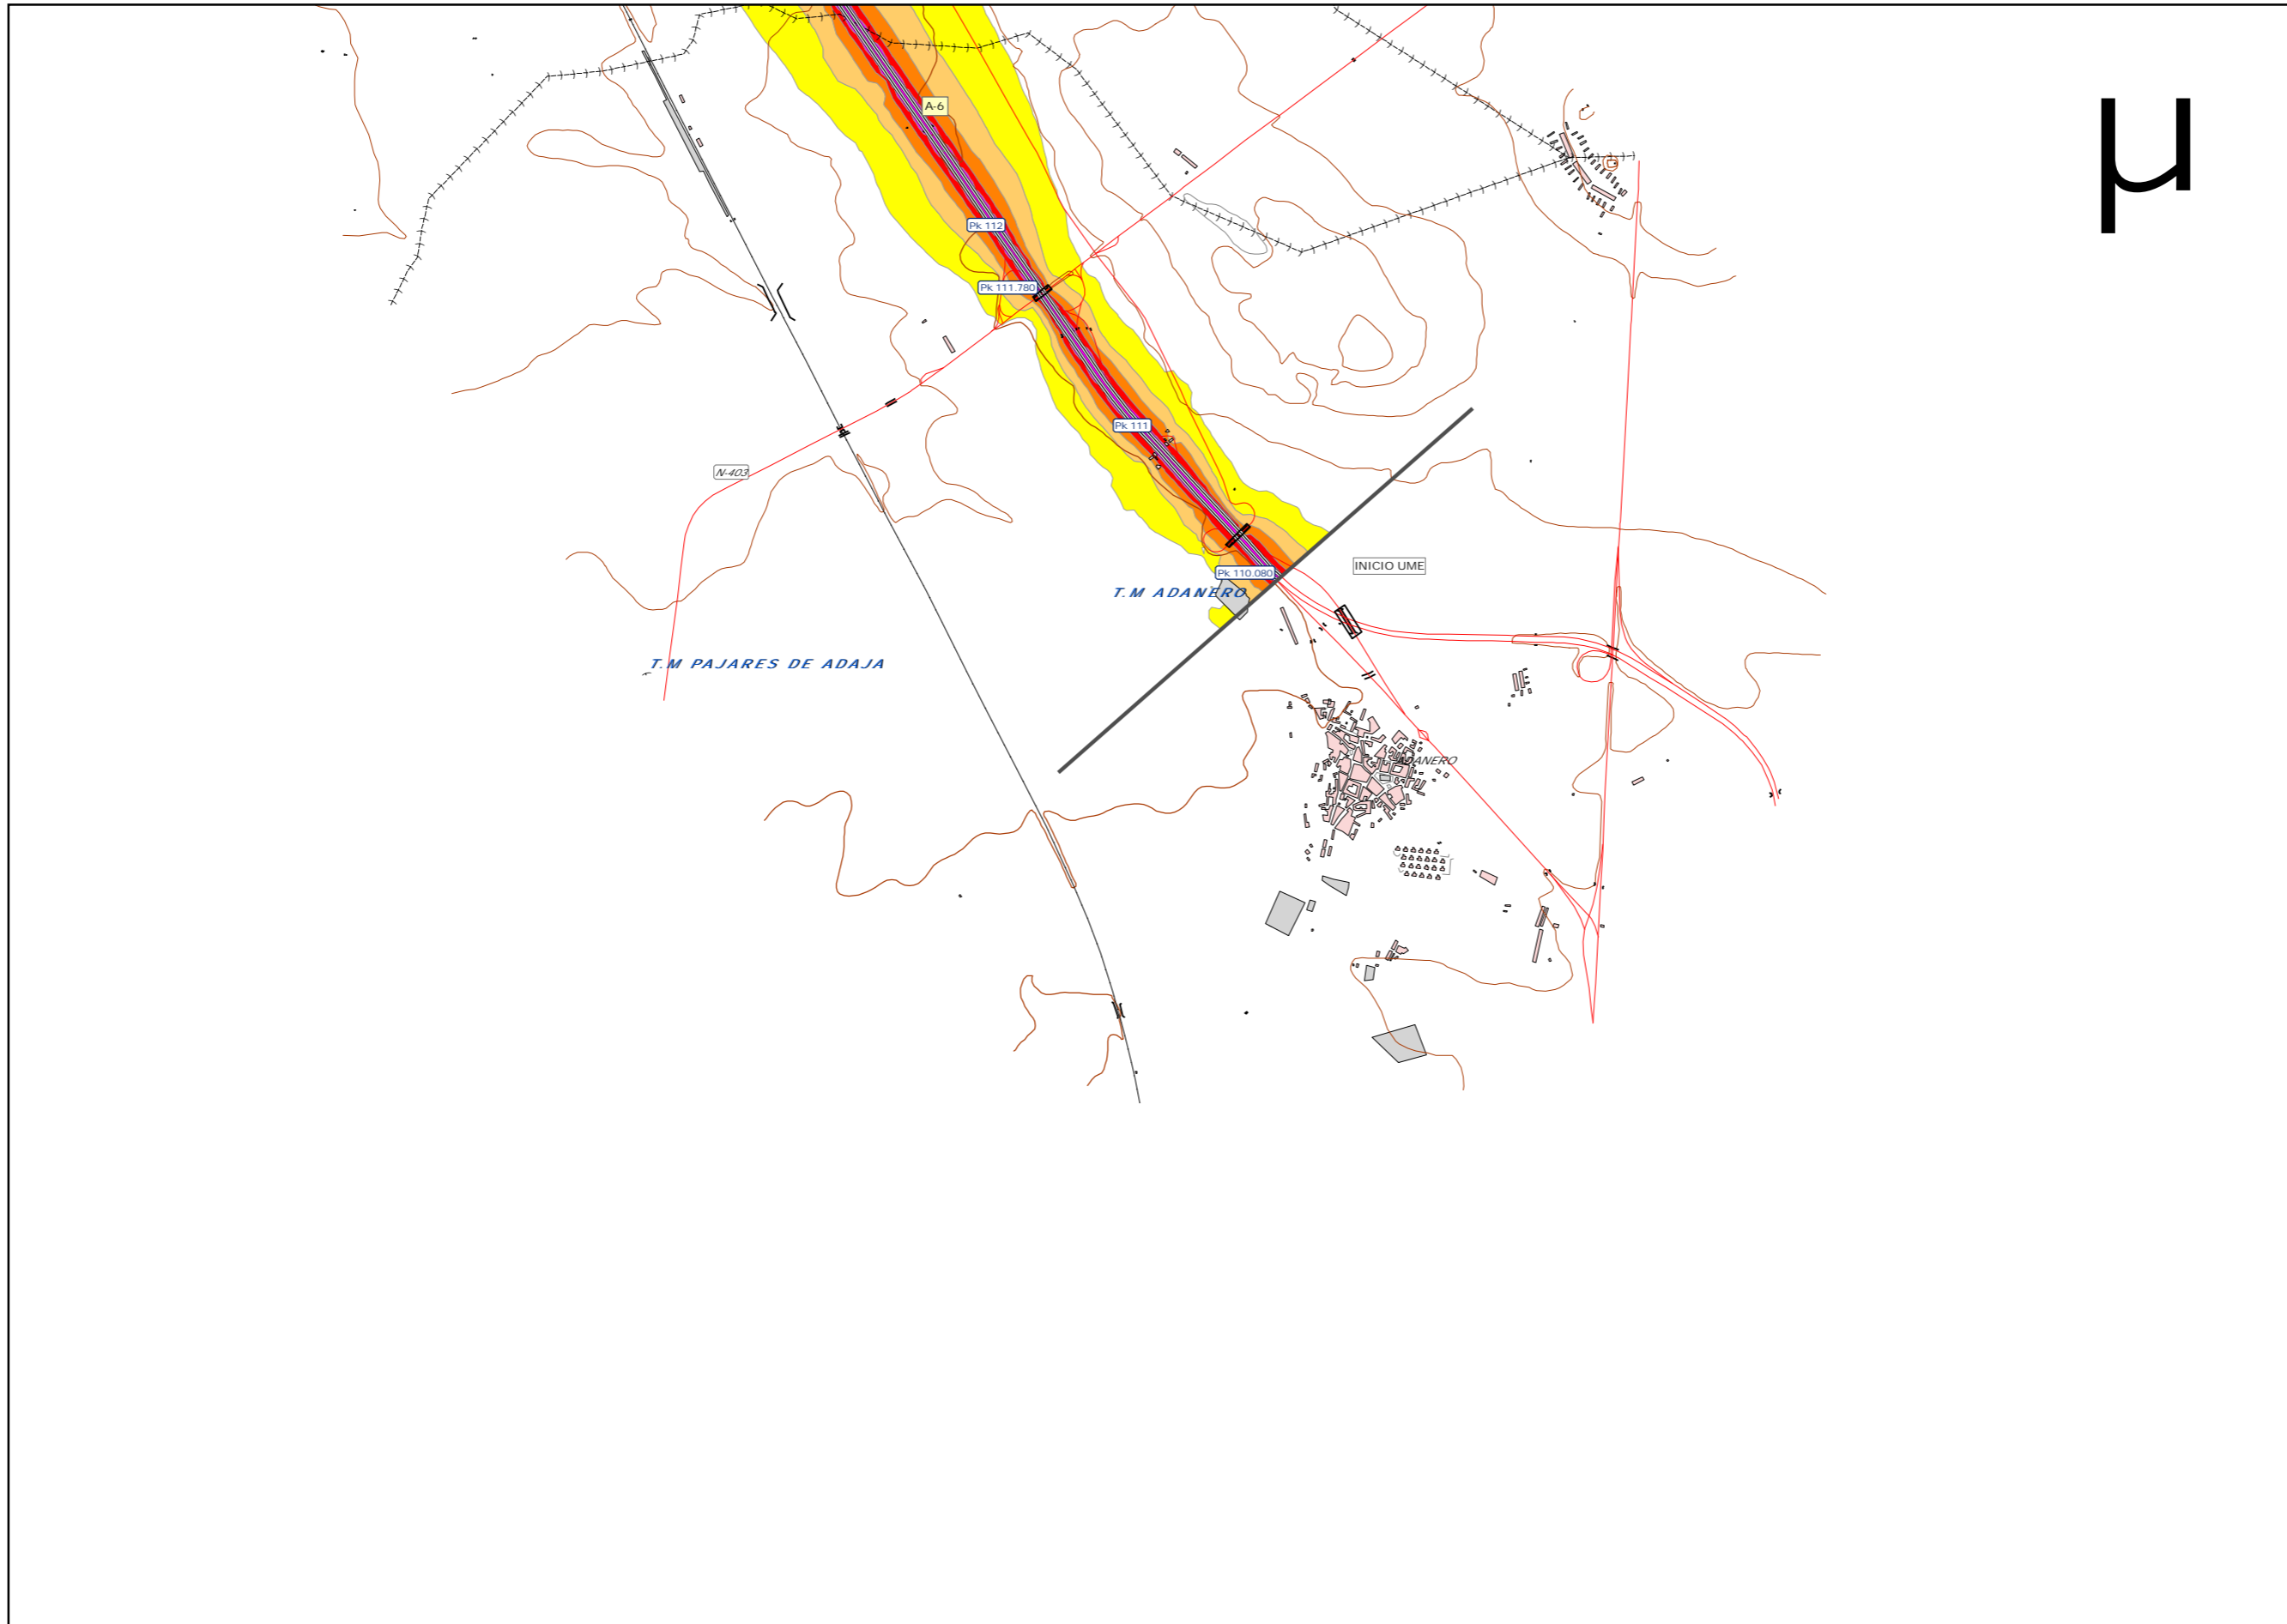 µ
A-6
Pk 112
Pk 111.780
Pk 111
N-403
INICIO UME
Pk 110.080
T.M ADANERO
T.M PAJARES DE ADAJA
ADANERO